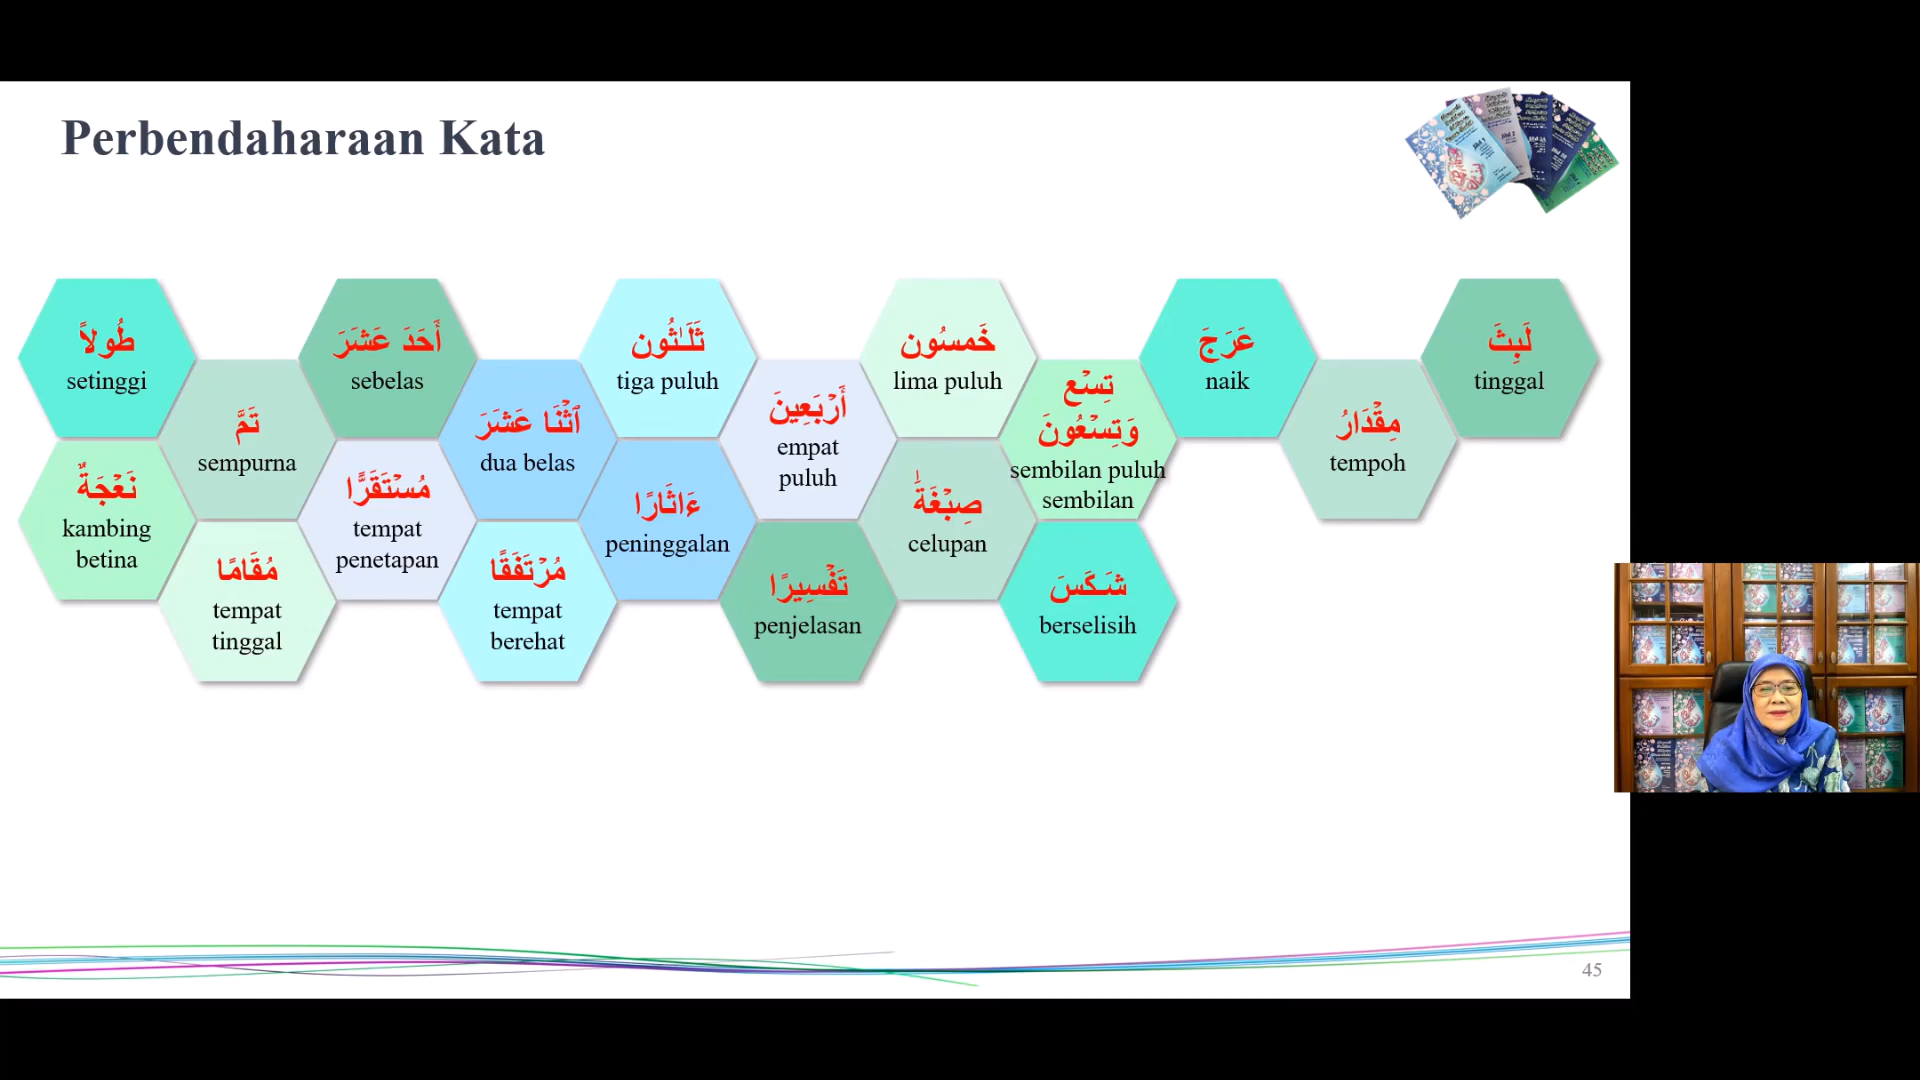 Perbendaharaan Kata
طُولاً
setinggi
تَمَّ
sempurna
أَحَدَ عَشَرَ
sebelas
ٱثْنَا عَشَرَ
dua belas
ثَلَـٰثُون
tiga puluh
أَرْبَعِينَ
empat
puluh
خَمسُون
lima puluh
تِسْع
وَتِسْعُونَ
sembilan puluh
sembilan
عَرَجَ
naik
مِقْدَارُ
tempoh
لَبِثَ
tinggal
نَعْجَةٌ
kambing
betina
مُقَامًا
tempat
tinggal
مُسْتَقَرًّا
tempat
penetapan
مُرْتَفَقًا
tempat
berehat
ءَاثَارًا
peninggalan
تَفْسِيرًا
penjelasan
صِبْغَةَۚ
celupan
شَكَسَ
berselisih
45